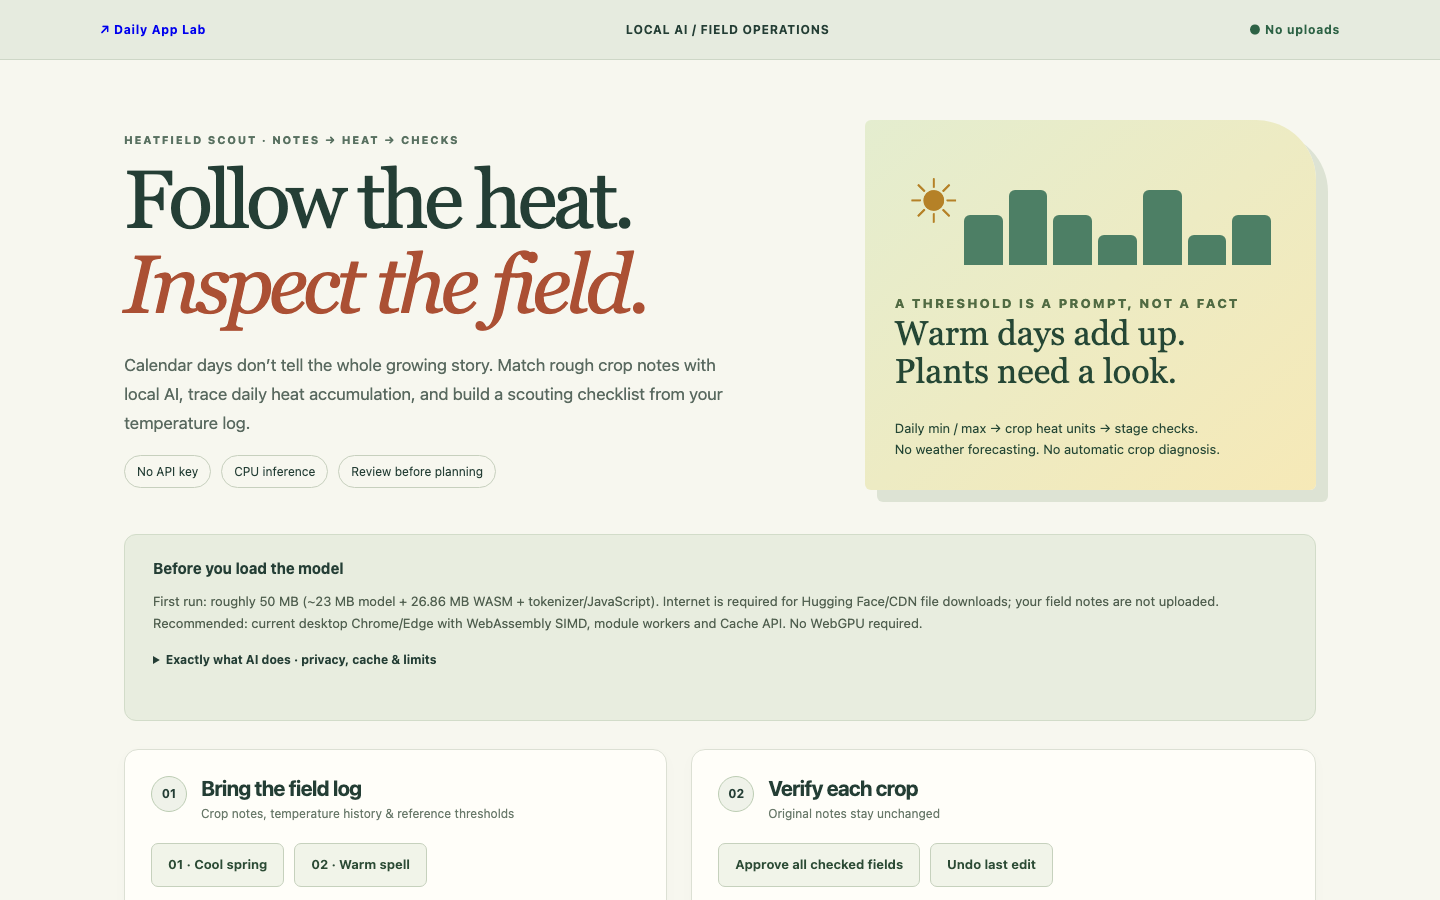 ↗ Daily App Lab
LOCAL AI / FIELD OPERATIONS
No uploads
HEATFIELD SCOUT · NOTES → HEAT → CHECKS
Follow the heat.
Inspect the field.
Calendar days don’t tell the whole growing story. Match rough crop notes with
local AI, trace daily heat accumulation, and build a scouting checklist from your
temperature log.
No API key
CPU inference
Review before planning
A THRESHOLD IS A PROMPT, NOT A FACT
Warm days add up.
Plants need a look.
Daily min / max → crop heat units → stage checks.
No weather forecasting. No automatic crop diagnosis.
Before you load the model
First run: roughly 50 MB (~23 MB model + 26.86 MB WASM + tokenizer/JavaScript). Internet is required for Hugging Face/CDN file downloads; your field notes are not uploaded.
Recommended: current desktop Chrome/Edge with WebAssembly SIMD, module workers and Cache API. No WebGPU required.
Exactly what AI does · privacy, cache & limits
01
Bring the field log
Crop notes, temperature history & reference thresholds
01 · Cool spring
02 · Warm spell
02
Verify each crop
Original notes stay unchanged
Approve all checked fields
Undo last edit